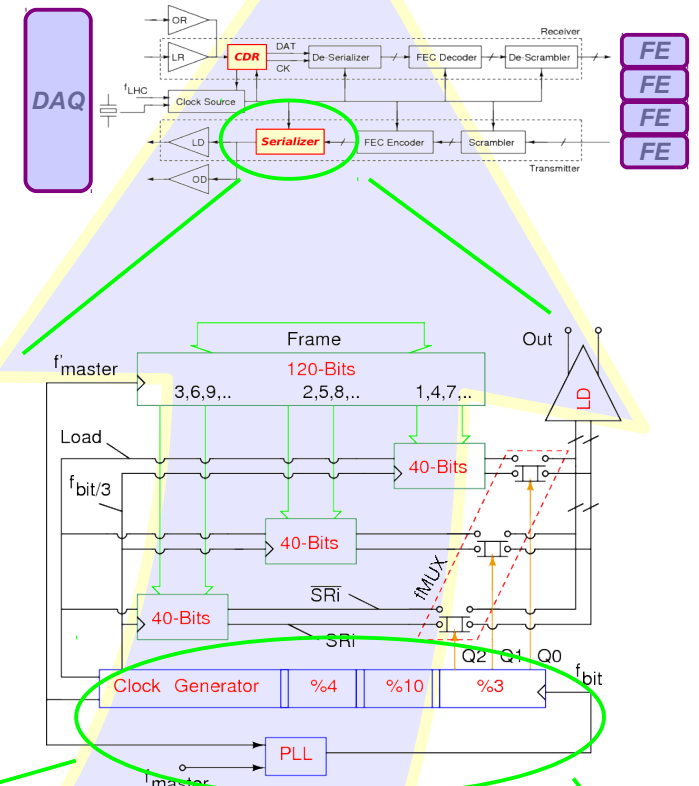 OR
Receiver
DAQ
LR
CDR
DAT
CK
De-Serializer
FEC Decoder
De-Scrambler
FE
FE
FE
FE
fLHC
Clock Source
LD
Serializer
FEC Encoder
Scrambler
Transmitter
OD
Frame
Out
f'master
120-Bits
3,6,9,.. 2,5,8,.. 1,4,7,..
LD
Load
40-Bits
fbit/3
40-Bits
fMUX
SRi
40-Bits
SRi
Q2 Q1 Q0
fbit
Clock Generator %4 %10 %3
PLL
fmaster